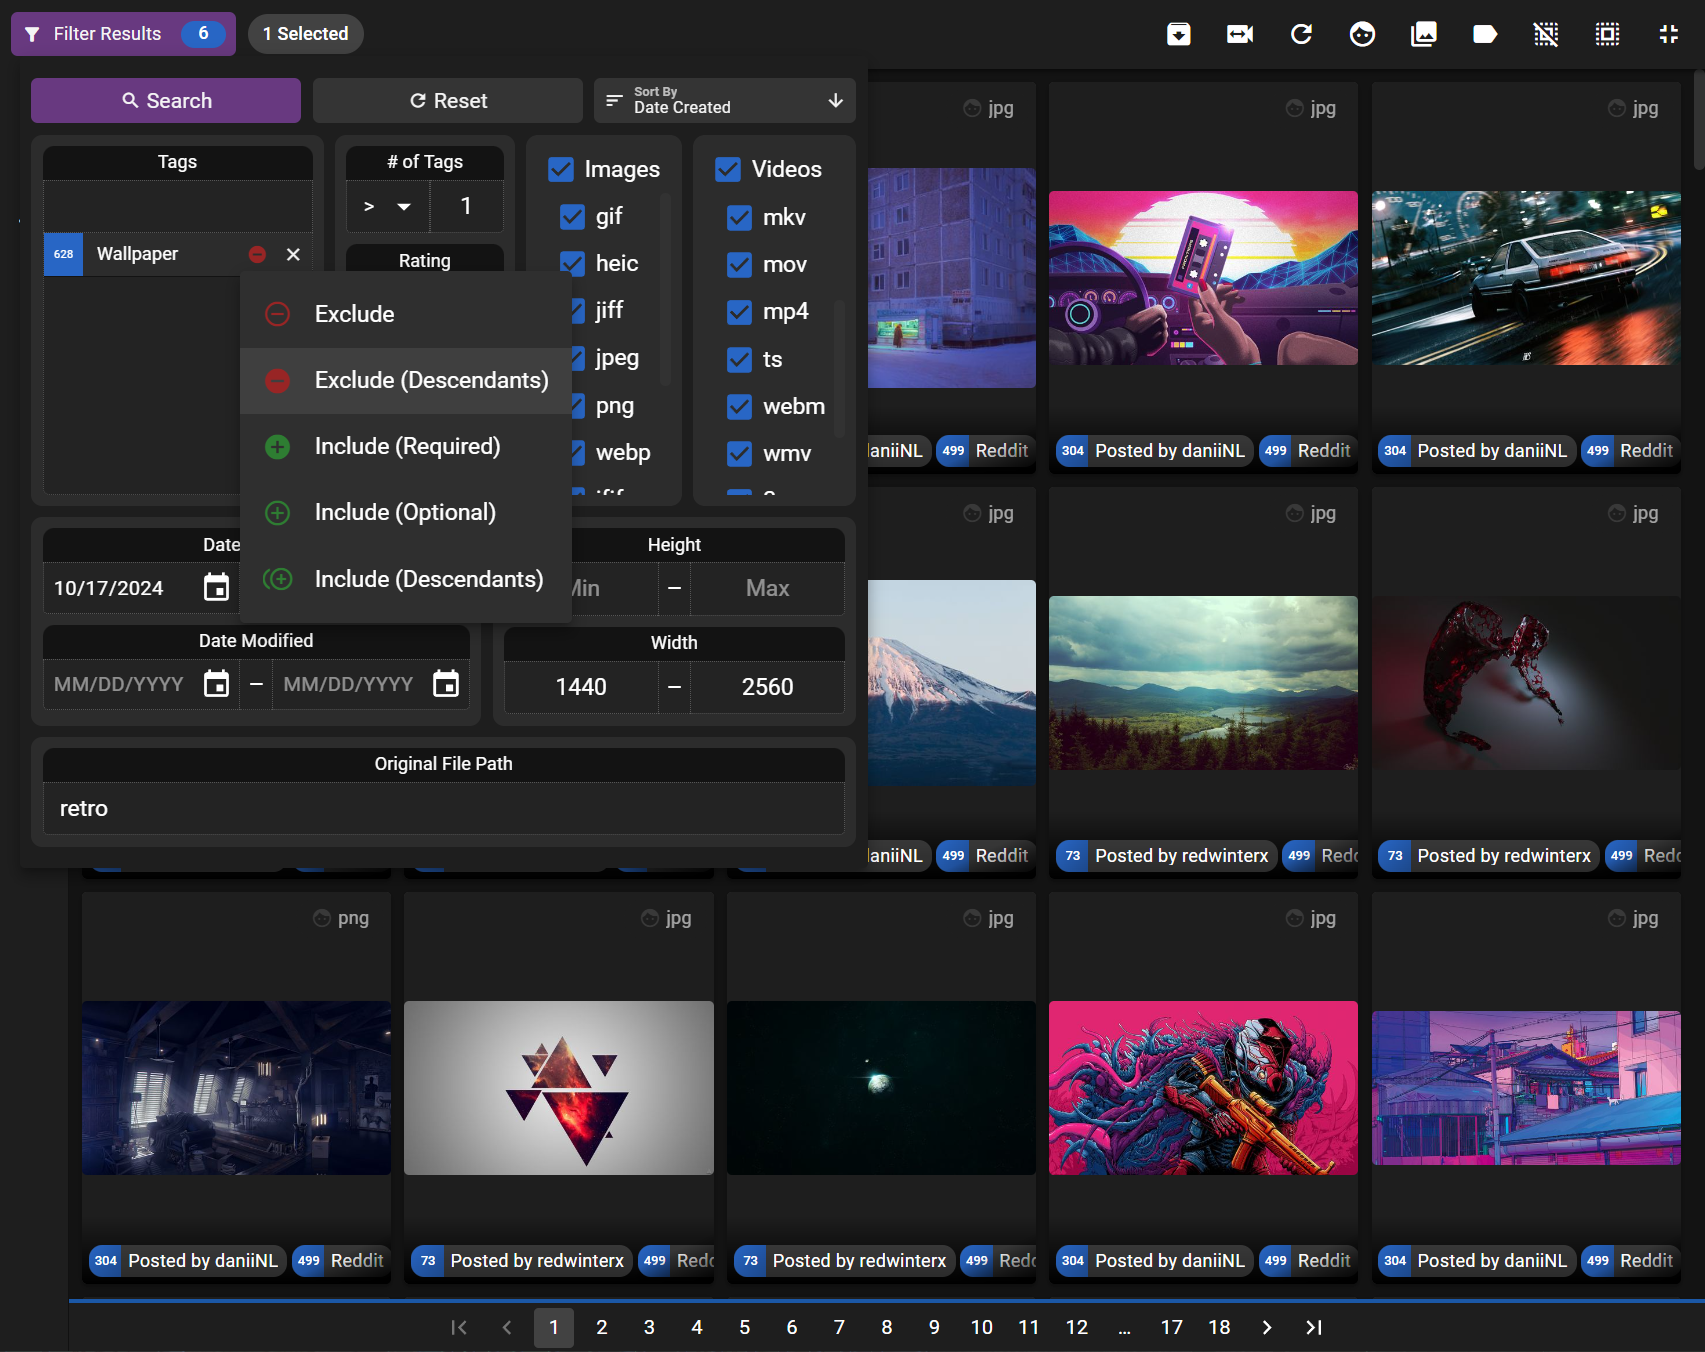 Filter Results 6
1 Selected
Search
Reset
Sort By
Date Created
Tags
628 Wallpaper
# of Tags
> 1
Rating
Images
gif
heic
jiff
jpeg
png
webp
Videos
mkv
mov
mp4
ts
webm
wmv
Exclude
Exclude (Descendants)
Include (Required)
Include (Optional)
Include (Descendants)
Date
10/17/2024
Height
Min – Max
Date Modified
MM/DD/YYYY – MM/DD/YYYY
Width
1440 – 2560
Original File Path
retro
jpg
jpg
jpg
daniiNL 499 Reddit
304 Posted by daniiNL 499 Reddit
304 Posted by daniiNL 499 Reddit
jpg
jpg
jpg
daniiNL 499 Reddit
73 Posted by redwinterx 499 Redd
73 Posted by redwinterx 499 Redd
png
jpg
jpg
jpg
jpg
304 Posted by daniiNL 499 Reddit
73 Posted by redwinterx 499 Redd
73 Posted by redwinterx 499 Redd
304 Posted by daniiNL 499 Reddit
304 Posted by daniiNL 499 Reddit
1 2 3 4 5 6 7 8 9 10 11 12 ... 17 18